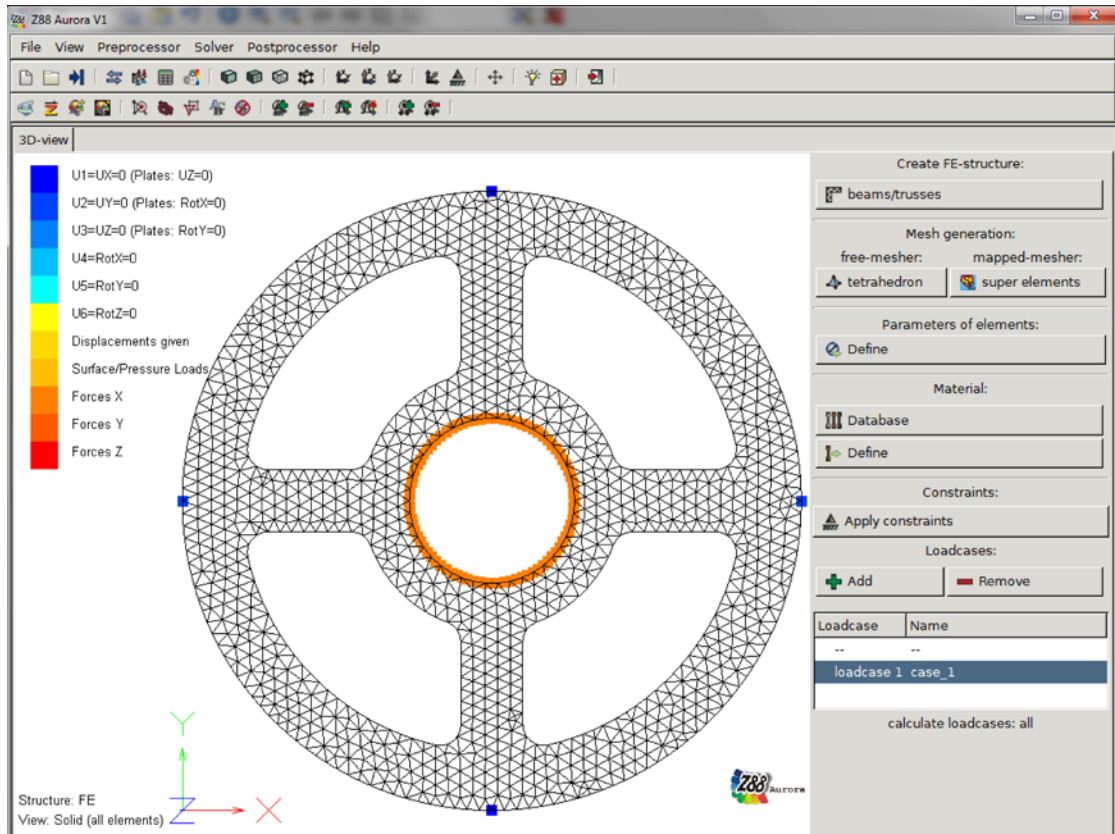 Z88 Aurora V1
File View Preprocessor Solver Postprocessor Help
3D-view
U1=UX=0 (Plates: UZ=0)
U2=UY=0 (Plates: RotX=0)
U3=UZ=0 (Plates: RotY=0)
U4=RotX=0
U5=RotY=0
U6=RotZ=0
Displacements given
Surface/Pressure Loads
Forces X
Forces Y
Forces Z
Y
Z X
Structure: FE
View: Solid (all elements)
Z88 Aurora
Create FE-structure:
beams/trusses
Mesh generation:
free-mesher: mapped-mesher:
tetrahedron super elements
Parameters of elements:
Define
Material:
Database
Define
Constraints:
Apply constraints
Loadcases:
Add Remove
Loadcase Name
-- --
loadcase 1 case_1
calculate loadcases: all